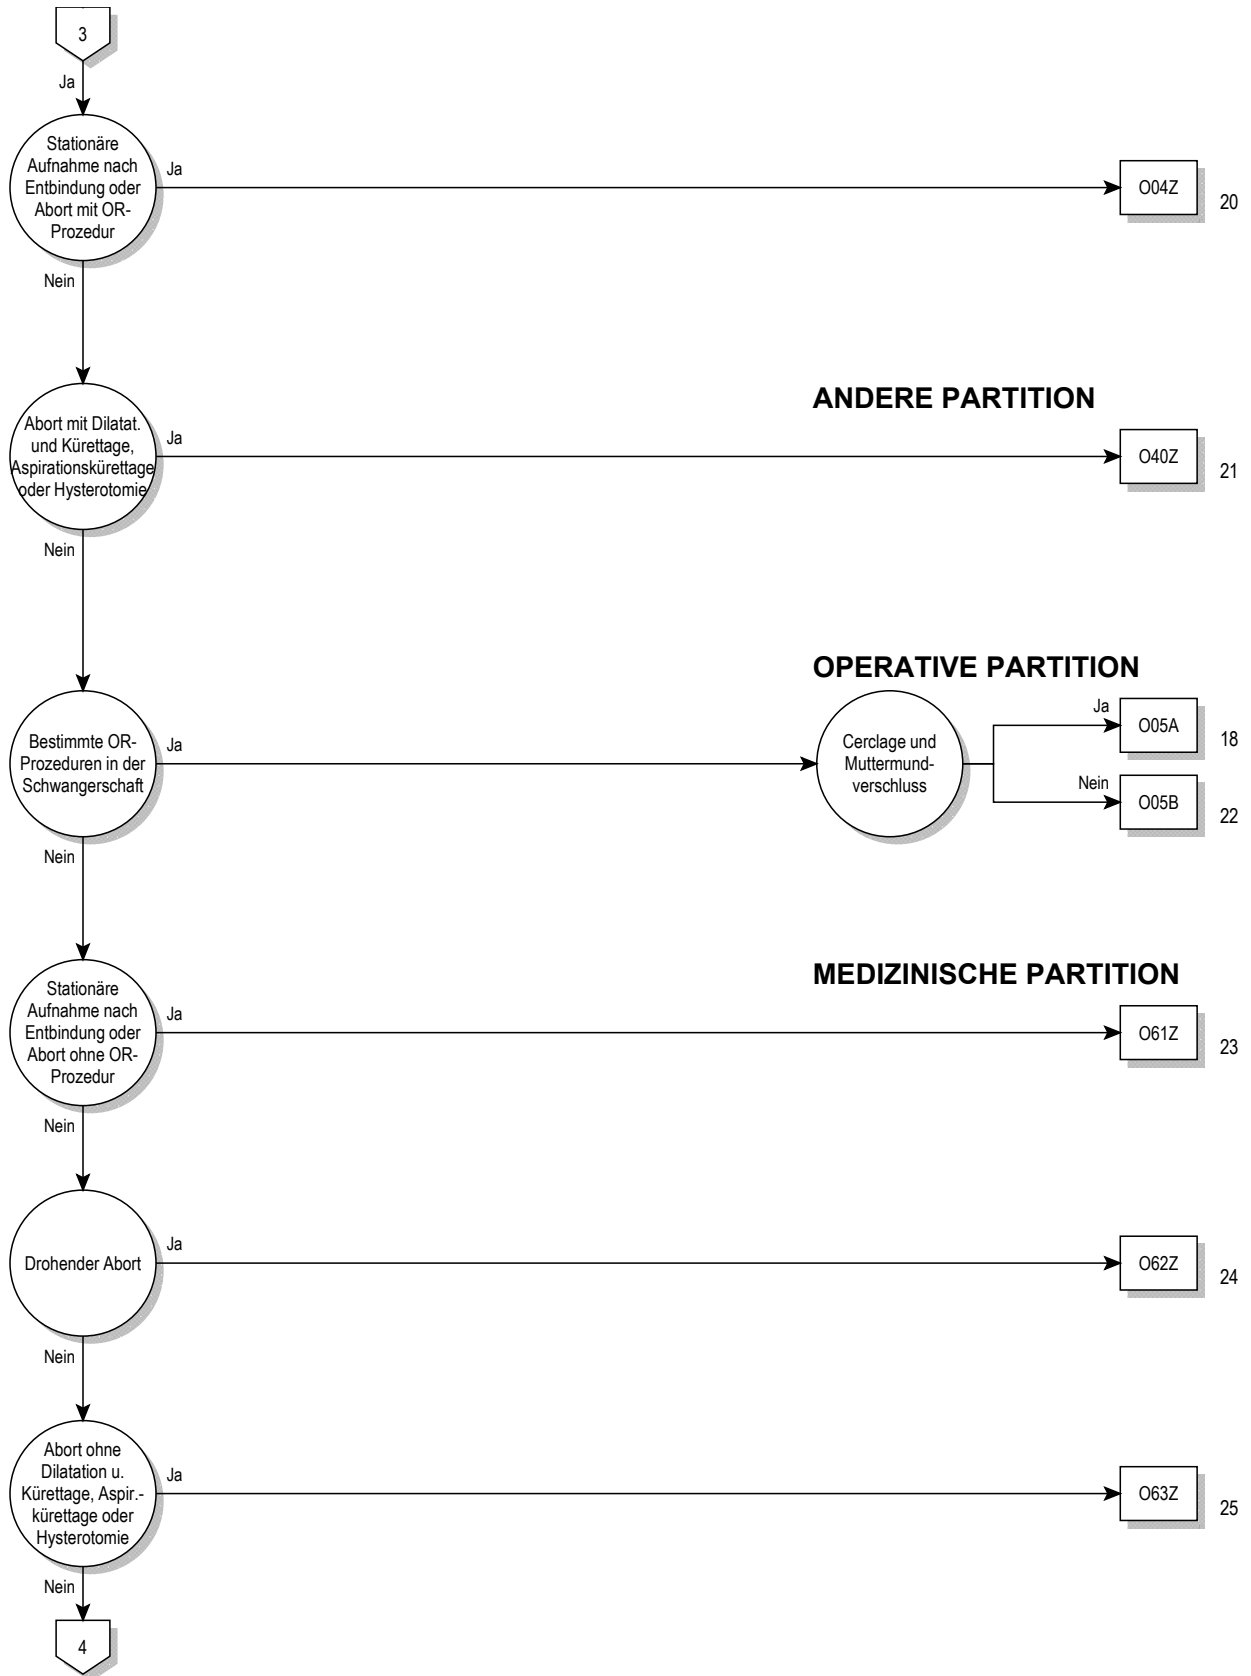 3
Ja
Stationäre
Aufnahme nach
Entbindung oder
Abort mit OR-
Prozedur
Ja
O04Z
20
Nein
ANDERE PARTITION
Abort mit Dilatat.
und Kürettage,
Aspirationskürettage
oder Hysterotomie
Ja
O40Z
21
Nein
OPERATIVE PARTITION
Bestimmte OR-
Prozeduren in der
Schwangerschaft
Ja
Cerclage und
Muttermund-
verschluss
Ja
O05A
18
Nein
O05B
22
Nein
MEDIZINISCHE PARTITION
Stationäre
Aufnahme nach
Entbindung oder
Abort ohne OR-
Prozedur
Ja
O61Z
23
Nein
Drohender Abort
Ja
O62Z
24
Nein
Abort ohne
Dilatation u.
Kürettage, Aspir.-
kürettage oder
Hysterotomie
Ja
O63Z
25
Nein
4